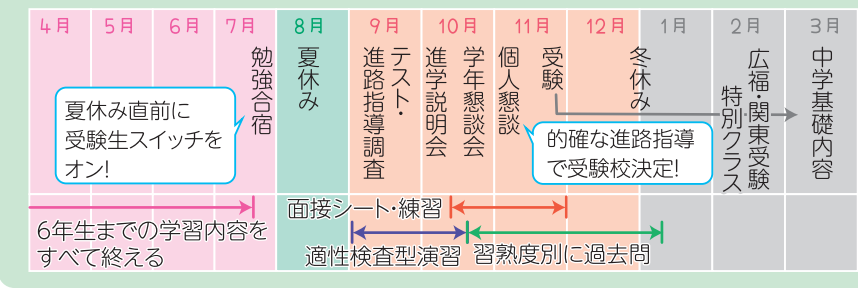 4月 5月 6月 7月 8月 9月 10月 11月 12月 1月 2月 3月
勉強合宿
夏休み
テスト・
進路指導調査
進学説明会
学年懇談会
個人懇談
受験
冬休み
広福・関東受験
特別クラス
中学基礎内容
夏休み直前に
受験生スイッチを
オン!
的確な進路指導
で受験校決定!
6年生までの学習内容を
すべて終える
面接シート・練習
適性検査型演習
習熟度別に過去問